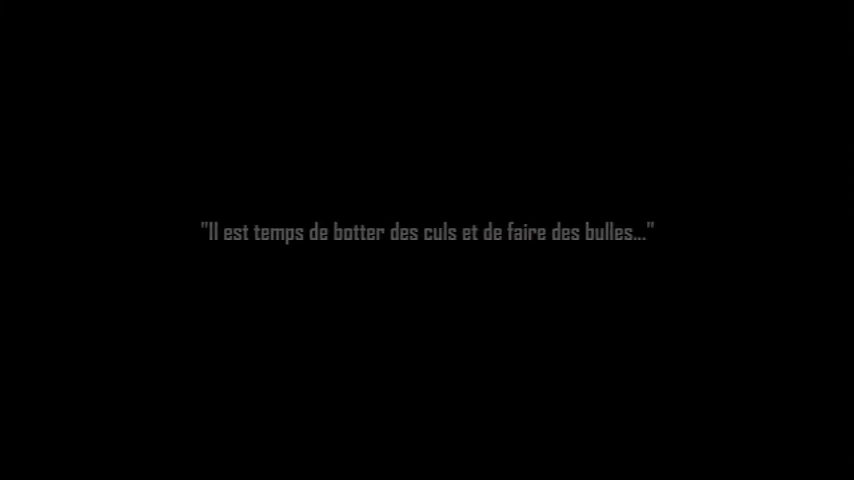 "Il est temps de botter des culs et de faire des bulles..."